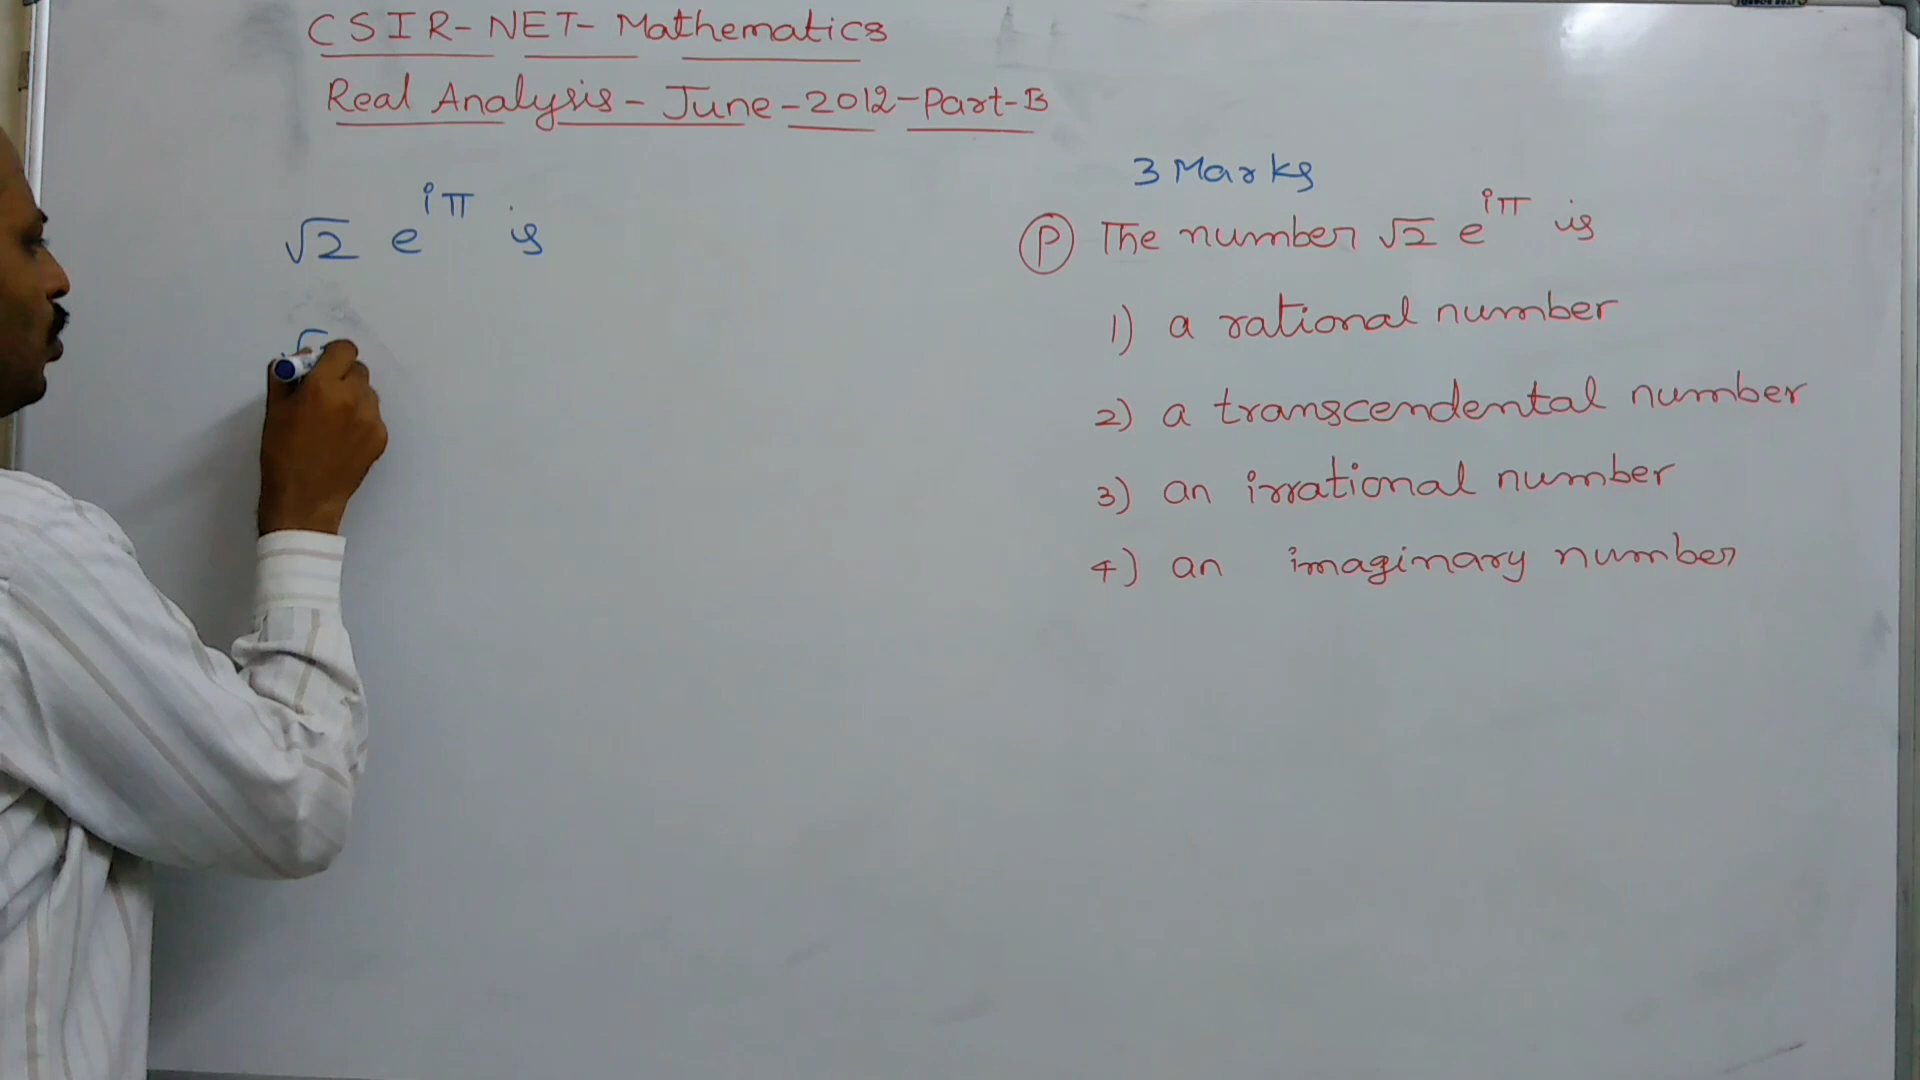 CSIR-NET-Mathematics
Real Analysis-June-2012-Part-B
√2 e^iπ is
√
3 Marks
P The number √2 e^iπ is
1) a rational number
2) a transcendental number
3) an irrational number
4) an imaginary number